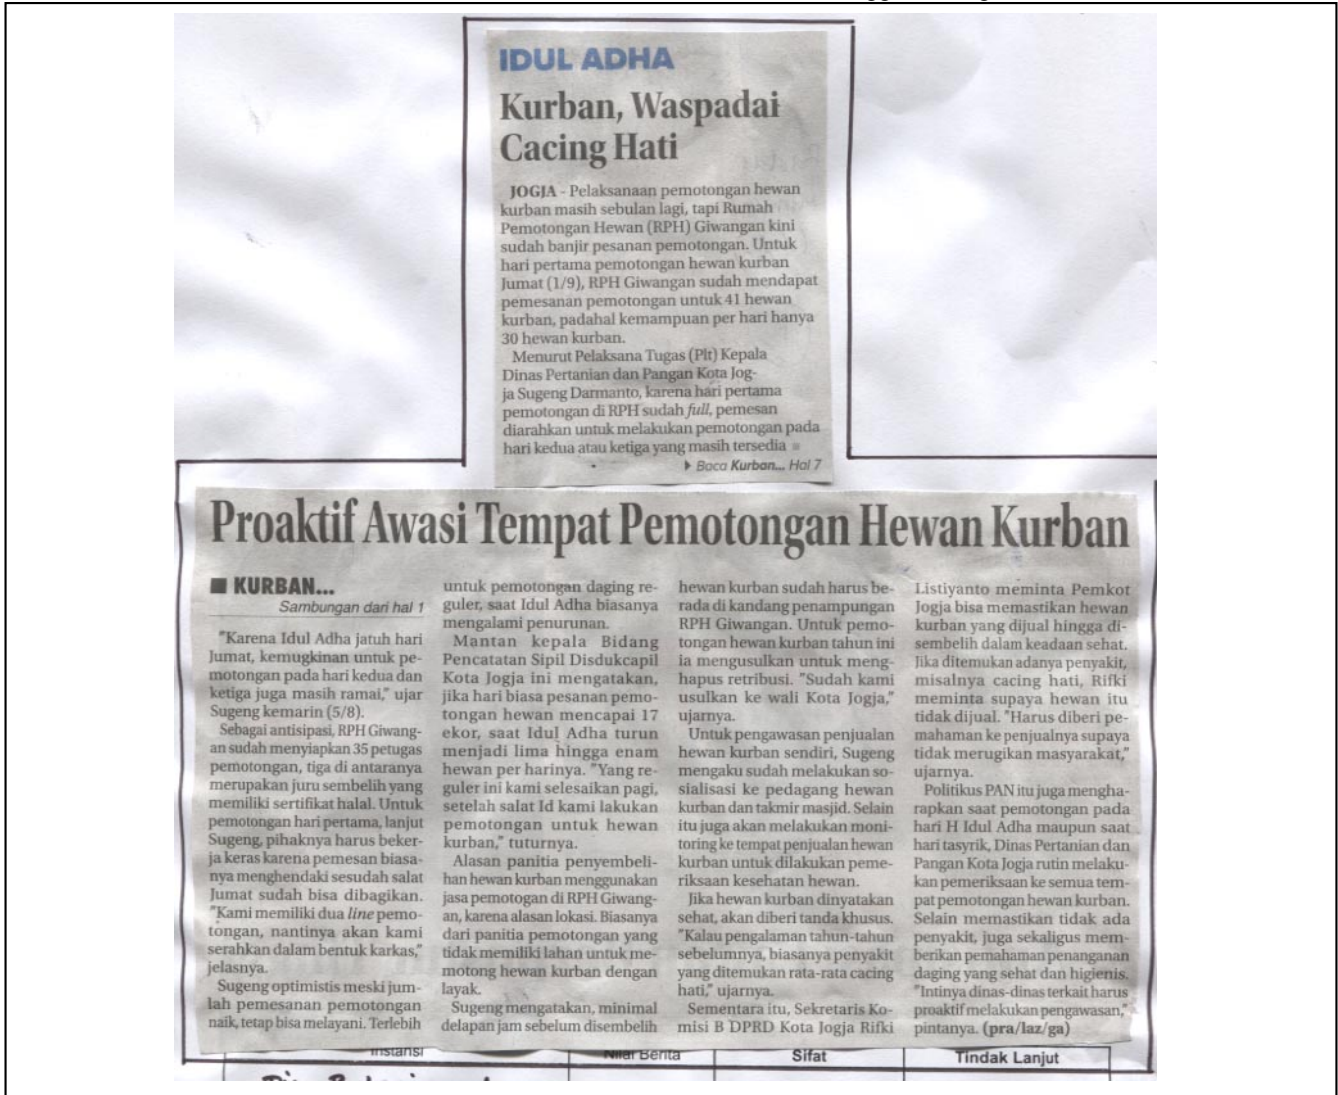 IDUL ADHA
Kurban, Waspadai
Cacing Hati
JOGJA - Pelaksanaan pemotongan hewan
kurban masih sebulan lagi, tapi Rumah
Pemotongan Hewan (RPH) Giwangan kini
sudah banjir pesanan pemotongan. Untuk
hari pertama pemotongan hewan kurban
Jumat (1/9), RPH Giwangan sudah mendapat
pemesanan pemotongan untuk 41 hewan
kurban, padahal kemampuan per hari hanya
30 hewan kurban.
Menurut Pelaksana Tugas (Plt) Kepala
Dinas Pertanian dan Pangan Kota Jog-
ja Sugeng Darmanto, karena hari pertama
pemotongan di RPH sudah full, pemesan
diarahkan untuk melakukan pemotongan pada
hari kedua atau ketiga yang masih tersedia
Baca Kurban... Hal 7
Proaktif Awasi Tempat Pemotongan Hewan Kurban
KURBAN...
Sambungan dari hal 1
"Karena Idul Adha jatuh hari
Jumat, kemugkinan untuk pe-
motongan pada hari kedua dan
ketiga juga masih ramai," ujar
Sugeng kemarin (5/8).
Sebagai antisipasi, RPH Giwang-
an sudah menyiapkan 35 petugas
pemotongan, tiga di antaranya
merupakan juru sembelih yang
memiliki sertifikat halal. Untuk
pemotongan hari pertama, lanjut
Sugeng, pihaknya harus beker-
ja keras karena pemesan biasa-
nya menghendaki sesudah salat
Jumat sudah bisa dibagikan.
"Kami memiliki dua line pemo-
tongan, nantinya akan kami
serahkan dalam bentuk karkas,"
jelasnya.
Sugeng optimistis meski jum-
lah pemesanan pemotongan
naik, tetap bisa melayani. Terlebih
untuk pemotongan daging re-
guler, saat Idul Adha biasanya
mengalami penurunan.
Mantan kepala Bidang
Pencatatan Sipil Disdukcapil
Kota Jogja ini mengatakan,
jika hari biasa pesanan pemo-
tongan hewan mencapai 17
ekor, saat Idul Adha turun
menjadi lima hingga enam
hewan per harinya. "Yang re-
guler ini kami selesaikan pagi,
setelah salat Id kami lakukan
pemotongan untuk hewan
kurban," tuturnya.
Alasan panitia penyembeli-
han hewan kurban menggunakan
jasa pemotogan di RPH Giwang-
an, karena alasan lokasi. Biasanya
dari panitia pemotongan yang
tidak memiliki lahan untuk me-
motong hewan kurban dengan
layak.
Sugeng mengatakan, minimal
delapan jam sebelum disembelih
hewan kurban sudah harus be-
rada di kandang penampungan
RPH Giwangan. Untuk pemo-
tongan hewan kurban tahun ini
ia mengusulkan untuk meng-
hapus retribusi. "Sudah kami
usulkan ke wali Kota Jogja,"
ujarnya.
Untuk pengawasan penjualan
hewan kurban sendiri, Sugeng
mengaku sudah melakukan so-
sialisasi ke pedagang hewan
kurban dan takmir masjid. Selain
itu juga akan melakukan moni-
toring ke tempat penjualan hewan
kurban untuk dilakukan peme-
riksaan kesehatan hewan.
Jika hewan kurban dinyatakan
sehat, akan diberi tanda khusus.
"Kalau pengalaman tahun-tahun
sebelumnya, biasanya penyakit
yang ditemukan rata-rata cacing
hati," ujarnya.
Sementara itu, Sekretaris Ko-
misi B DPRD Kota Jogja Rifki
Listiyanto meminta Pemkot
Jogja bisa memastikan hewan
kurban yang dijual hingga di-
sembelih dalam keadaan sehat.
Jika ditemukan adanya penyakit,
misalnya cacing hati, Rifki
meminta supaya hewan itu
tidak dijual. "Harus diberi pe-
mahaman ke penjualnya supaya
tidak merugikan masyarakat,"
ujarnya.
Politikus PAN itu juga mengha-
rapkan saat pemotongan pada
hari H Idul Adha maupun saat
hari tasyrik, Dinas Pertanian dan
Pangan Kota Jogja rutin melaku-
kan pemeriksaan ke semua tem-
pat pemotongan hewan kurban.
Selain memastikan tidak ada
penyakit, juga sekaligus mem-
berikan pemahaman penanganan
daging yang sehat dan higienis.
"Intinya dinas-dinas terkait harus
proaktif melakukan pengawasan,"
pintanya. (pra/laz/ga)
Instansi Nilai Berita Sifat Tindak Lanjut